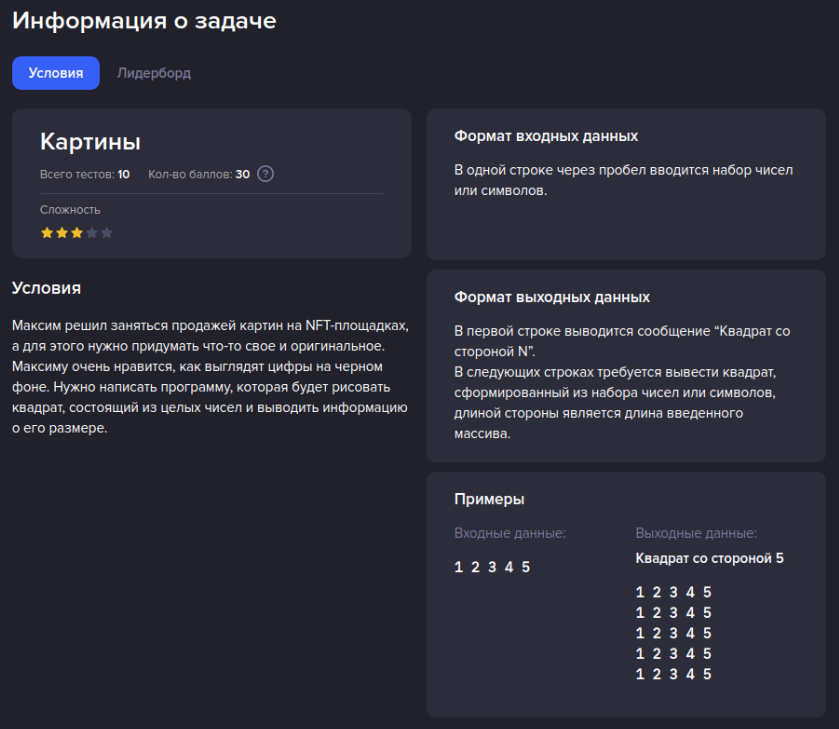 Информация о задаче
Условия
Лидерборд
Картины
Всего тестов: 10 Кол-во баллов: 30 ?
Сложность
Условия
Максим решил заняться продажей картин на NFT-площадках,
а для этого нужно придумать что-то свое и оригинальное.
Максиму очень нравится, как выглядят цифры на черном
фоне. Нужно написать программу, которая будет рисовать
квадрат, состоящий из целых чисел и выводить информацию
о его размере.
Формат входных данных
В одной строке через пробел вводится набор чисел
или символов.
Формат выходных данных
В первой строке выводится сообщение “Квадрат со
стороной N”.
В следующих строках требуется вывести квадрат,
сформированный из набора чисел или символов,
длиной стороны является длина введенного
массива.
Примеры
Входные данные:
1 2 3 4 5
Выходные данные:
Квадрат со стороной 5
1 2 3 4 5
1 2 3 4 5
1 2 3 4 5
1 2 3 4 5
1 2 3 4 5